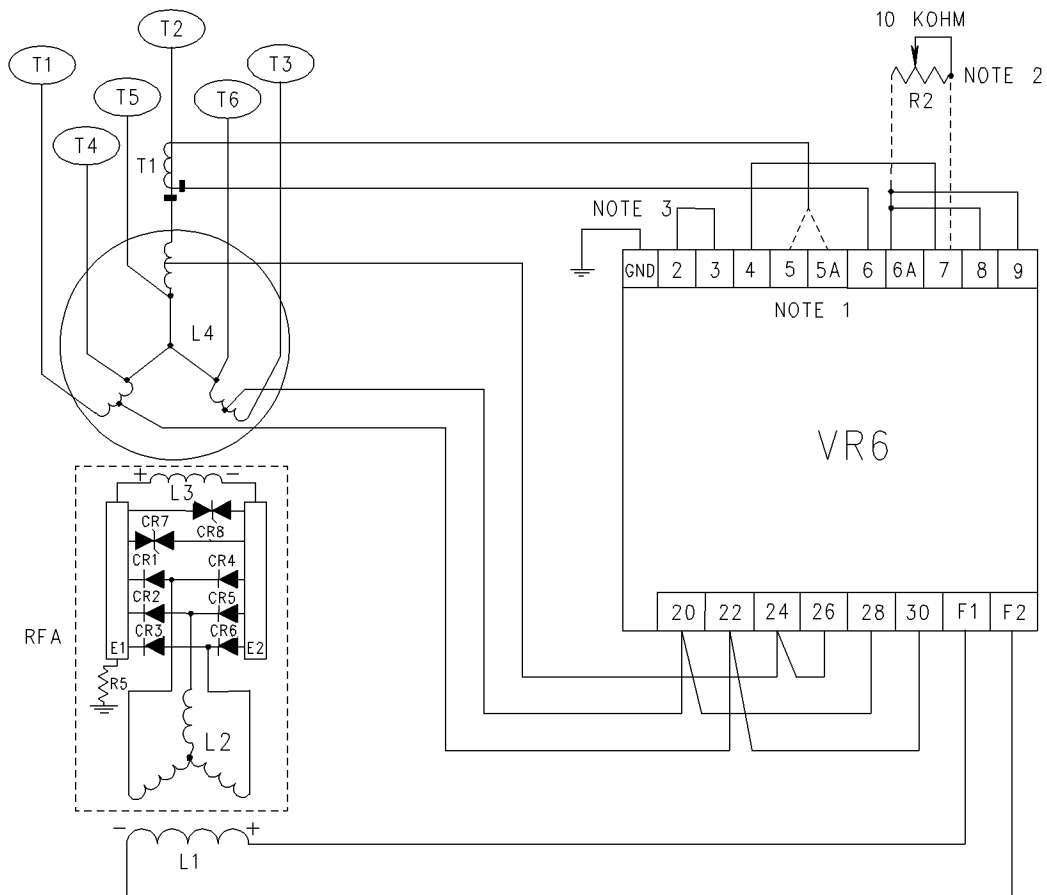 10 KOHM
T2
T1
T3
T5
T6
NOTE 2
R2
T4
T1
NOTE 3
GND 2 3 4 5 5A 6 6A 7 8 9
NOTE 1
L4
VR6
+ -
L3
CR7
CR8
CR1 CR4
CR2 CR5
20 22 24 26 28 30 F1 F2
CR3 CR6
RFA
E1 E2
R5
L2
- +
L1